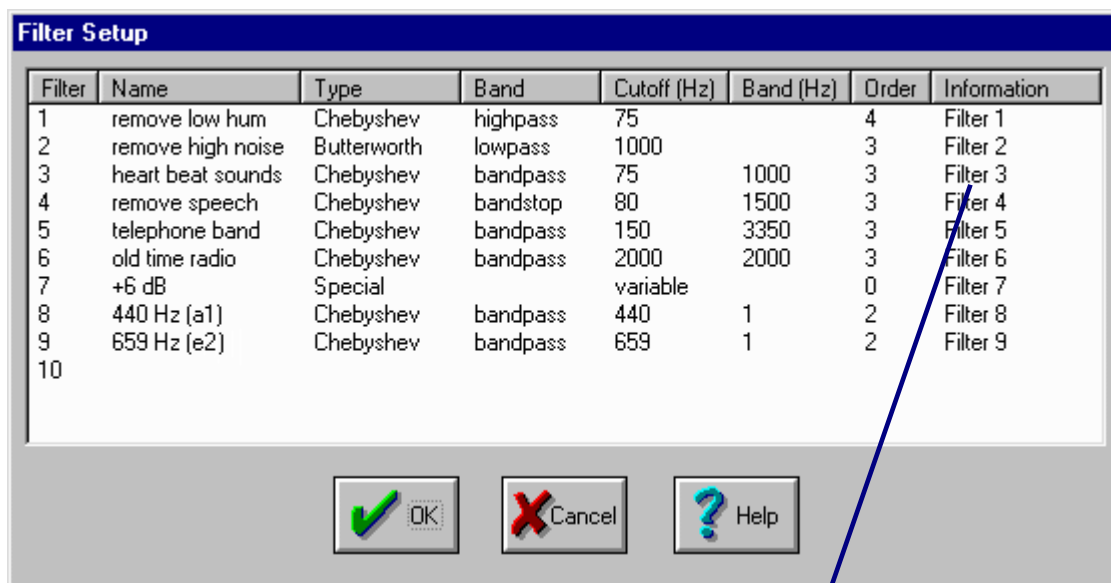 Filter Setup
Filter Name Type Band Cutoff (Hz) Band (Hz) Order Information
1 remove low hum Chebyshev highpass 75 4 Filter 1
2 remove high noise Butterworth lowpass 1000 3 Filter 2
3 heart beat sounds Chebyshev bandpass 75 1000 3 Filter 3
4 remove speech Chebyshev bandstop 80 1500 3 Filter 4
5 telephone band Chebyshev bandpass 150 3350 3 Filter 5
6 old time radio Chebyshev bandpass 2000 2000 3 Filter 6
7 +6 dB Special variable 0 Filter 7
8 440 Hz (a1) Chebyshev bandpass 440 1 2 Filter 8
9 659 Hz (e2) Chebyshev bandpass 659 1 2 Filter 9
10
OK Cancel Help